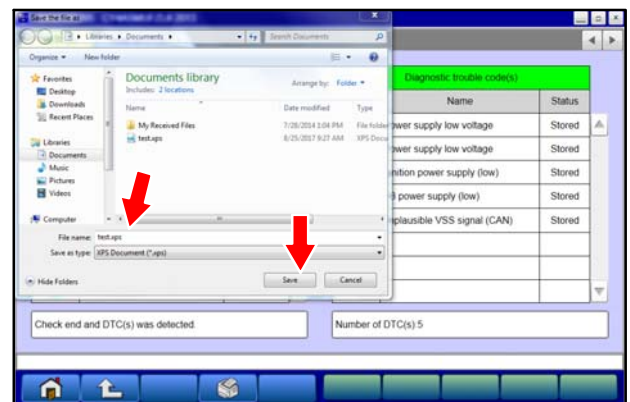 Save the file as
Libraries ▸ Documents ▸
Search Documents
Organize ▾ New folder
Favorites
Desktop
Downloads
Recent Places
Libraries
Documents
Music
Pictures
Videos
Computer
Documents library
Includes: 2 locations
Arrange by: Folder ▾
Name Date modified Type
My Received Files 7/28/2014 1:04 PM File folder
test.xps 8/25/2017 9:27 AM XPS Docu
File name: test.xps
Save as type: XPS Document (*.xps)
Hide Folders
Save Cancel
Diagnostic trouble code(s)
Name Status
ower supply low voltage Stored
ower supply low voltage Stored
nition power supply (low) Stored
B power supply (low) Stored
mplausible VSS signal (CAN) Stored
Check end and DTC(s) was detected.
Number of DTC(s):5